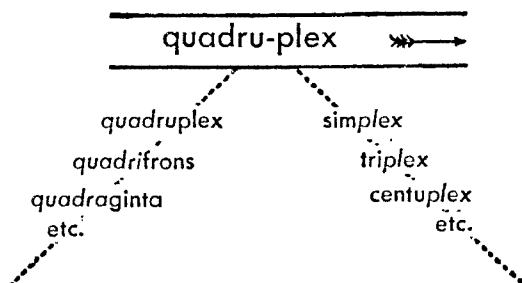 quadru-plex
quadruplex simplex
quadrifrons triplex
quadraginta centuplex
etc. etc.